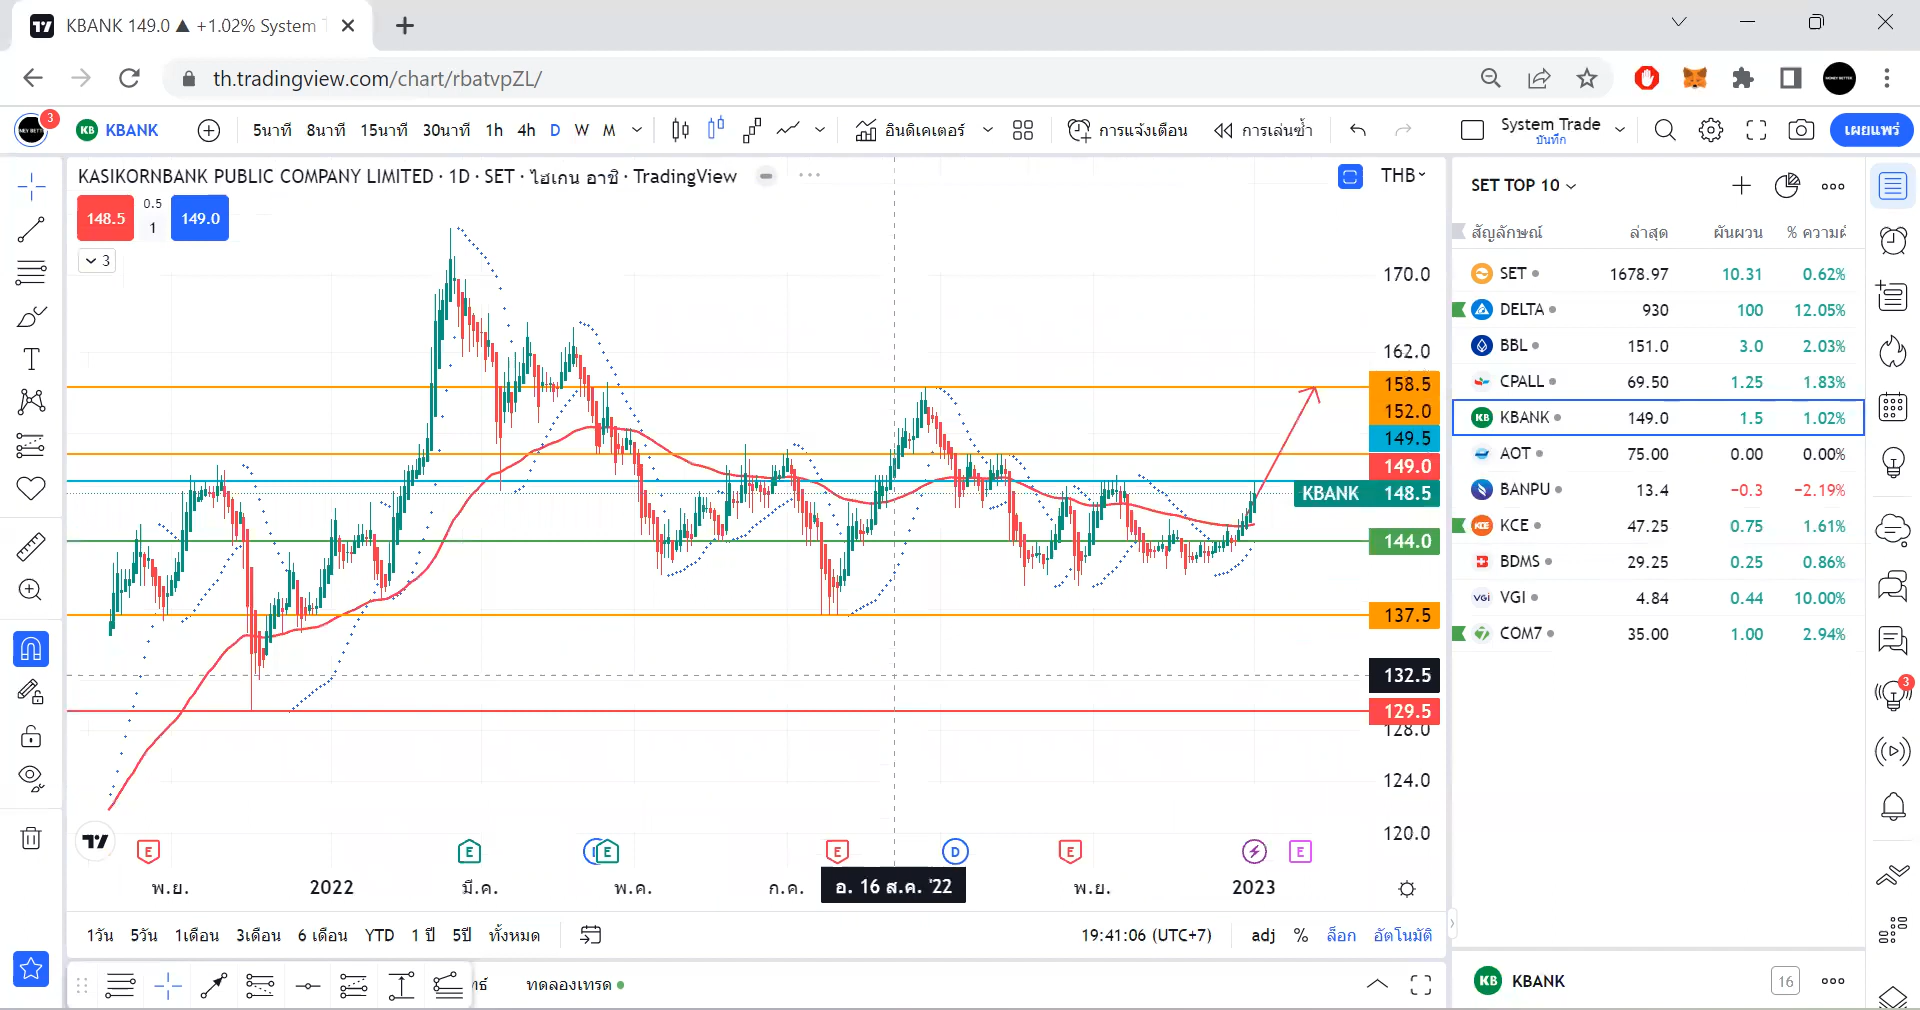 KBANK 149.0 ▲ +1.02% System
th.tradingview.com/chart/rbatvpZL/
3
KB KBANK 5นาที 8นาที 15นาที 30นาที 1h 4h D W M อินดิเคเตอร์ การแจ้งเตือน การเล่นซ้ำ System Trade บันทึก เผยแพร่
KASIKORNBANK PUBLIC COMPANY LIMITED · 1D · SET · ไฮเกน อาชิ · TradingView
THB
148.5 0.5 1 149.0
3
170.0
162.0
158.5
152.0
149.5
149.0
KBANK 148.5
144.0
137.5
132.5
129.5
128.0
124.0
120.0
E E E E D E E
พ.ย. 2022 มี.ค. พ.ค. ก.ค. อ. 16 ส.ค. '22 พ.ย. 2023
1วัน 5วัน 1เดือน 3เดือน 6 เดือน YTD 1 ปี 5ปี ทั้งหมด 19:41:06 (UTC+7) adj % ล็อก อัตโนมัติ
ทดลองเทรด
SET TOP 10
สัญลักษณ์ ล่าสุด ผันผวน %
SET 1678.97 10.31 0.62%
DELTA 930 100 12.05%
BBL 151.0 3.0 2.03%
CPALL 69.50 1.25 1.83%
KB KBANK 149.0 1.5 1.02%
AOT 75.00 0.00 0.00%
BANPU 13.4 −0.3 −2.19%
KCE KCE 47.25 0.75 1.61%
BDMS 29.25 0.25 0.86%
VGI VGI 4.84 0.44 10.00%
COM7 35.00 1.00 2.94%
3
KB KBANK 16